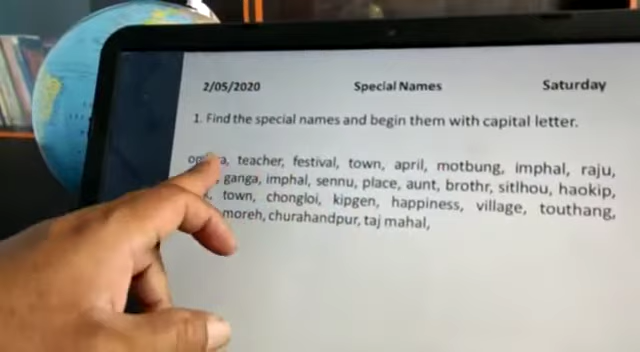 2/05/2020 Special Names Saturday
1. Find the special names and begin them with capital letter.
teacher, festival, town, april, motbung, imphal, raju,
ganga, imphal, sennu, place, aunt, brothr, sitlhou, haokip,
town, chongloi, kipgen, happiness, village, touthang,
moreh, churahandpur, taj mahal,